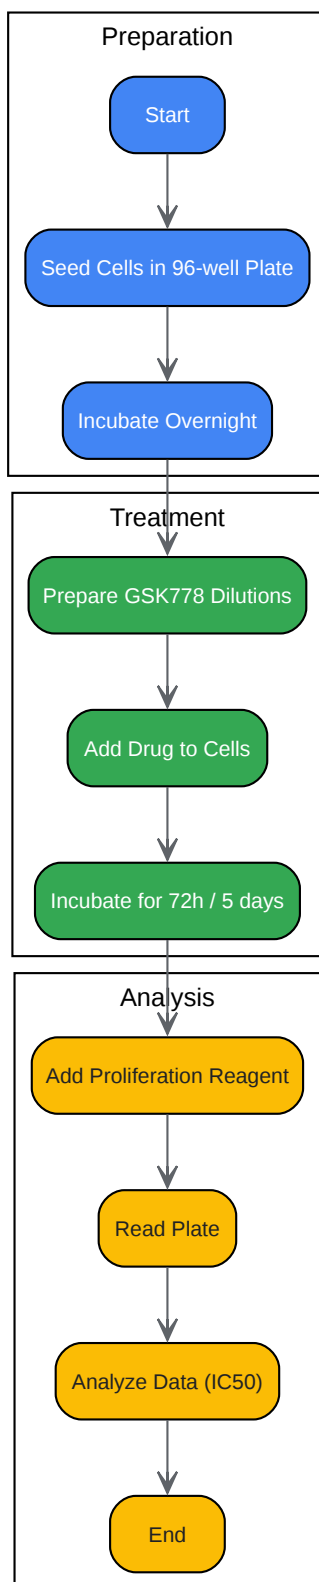 Preparation
Start
Seed Cells in 96-well Plate
Incubate Overnight
Treatment
Prepare GSK778 Dilutions
Add Drug to Cells
Incubate for 72h / 5 days
Analysis
Add Proliferation Reagent
Read Plate
Analyze Data (IC50)
End